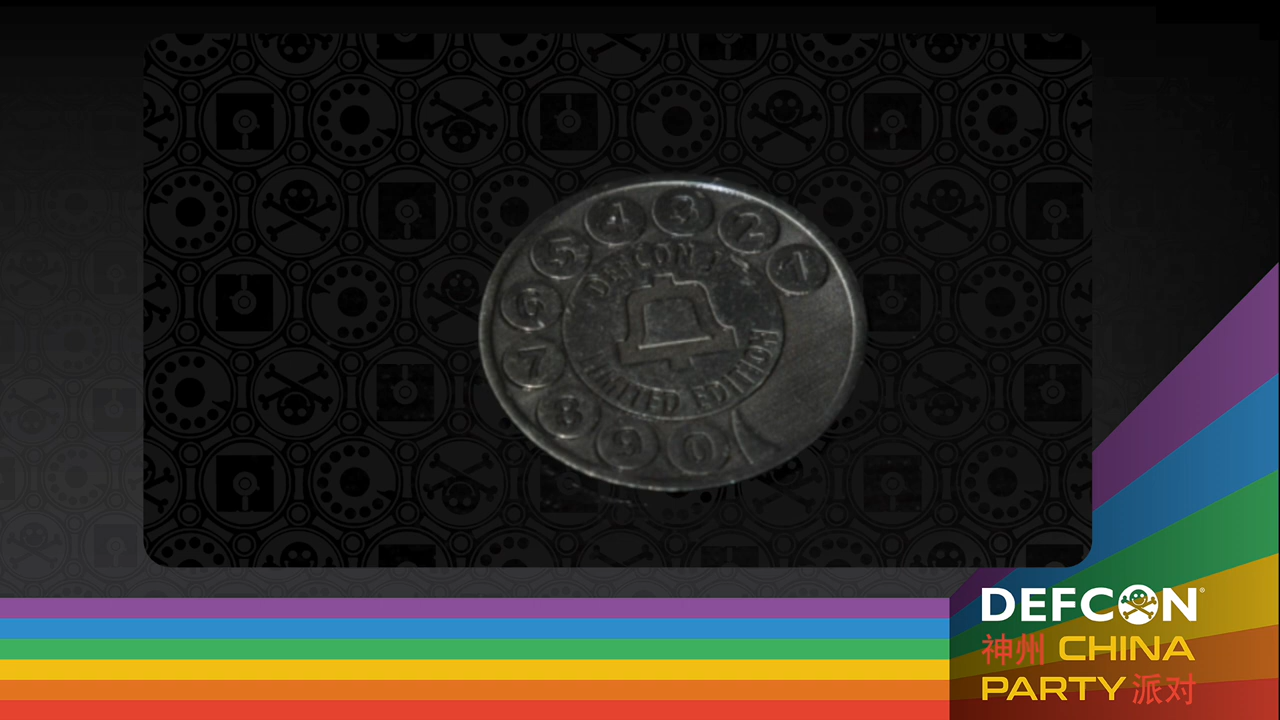 1
2
3
4
5
6
7
8
9
0
DEFCON
LIMITED EDITION
DEFCON®
神州 CHINA
PARTY 派对